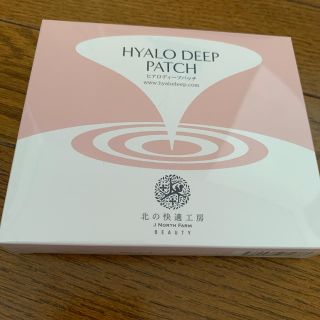 HYALO DEEP
PATCH
ヒアロディープパッチ
www.hyalodeep.com
北の快適工房
J NORTH FARM
BEAUTY